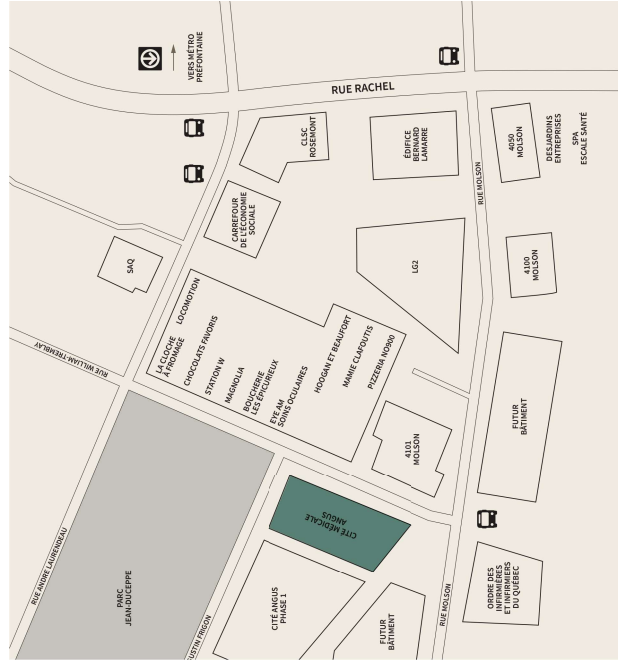 VERS MÉTRO
PRÉFONTAINE
RUE RACHEL
CLSC
ROSEMONT
ÉDIFICE
BERNARD
LAMARRE
4050
MOLSON
DESJARDINS
ENTREPRISES
SPA
ESCALE SANTÉ
RUE MOLSON
CARREFOUR
DE L'ÉCONOMIE
SOCIALE
SAQ
LG2
4100
MOLSON
LA CLOCHE
À FROMAGE
LOCOMOTION
CHOCOLATS FAVORIS
STATION W
MAGNOLIA
BOUCHERIE
LES ÉPICURIEUX
EYE AM
SOINS OCULAIRES
HOOGAN ET BEAUFORT
MAMIE CLAFOUTIS
PIZZERIA NO900
RUE WILLIAM-TREMBLAY
FUTUR
BÂTIMENT
4101
MOLSON
CITÉ MÉDICALE
ANGUS
RUE ANDRE LAURENDEAU
PARC
JEAN-DUCEPPE
CITÉ ANGUS
PHASE 1
FUTUR
BÂTIMENT
RUE MOLSON
ORDRE DES
INFIRMIÈRES
ET INFIRMIERS
DU QUÉBEC
USTIN FRIGON